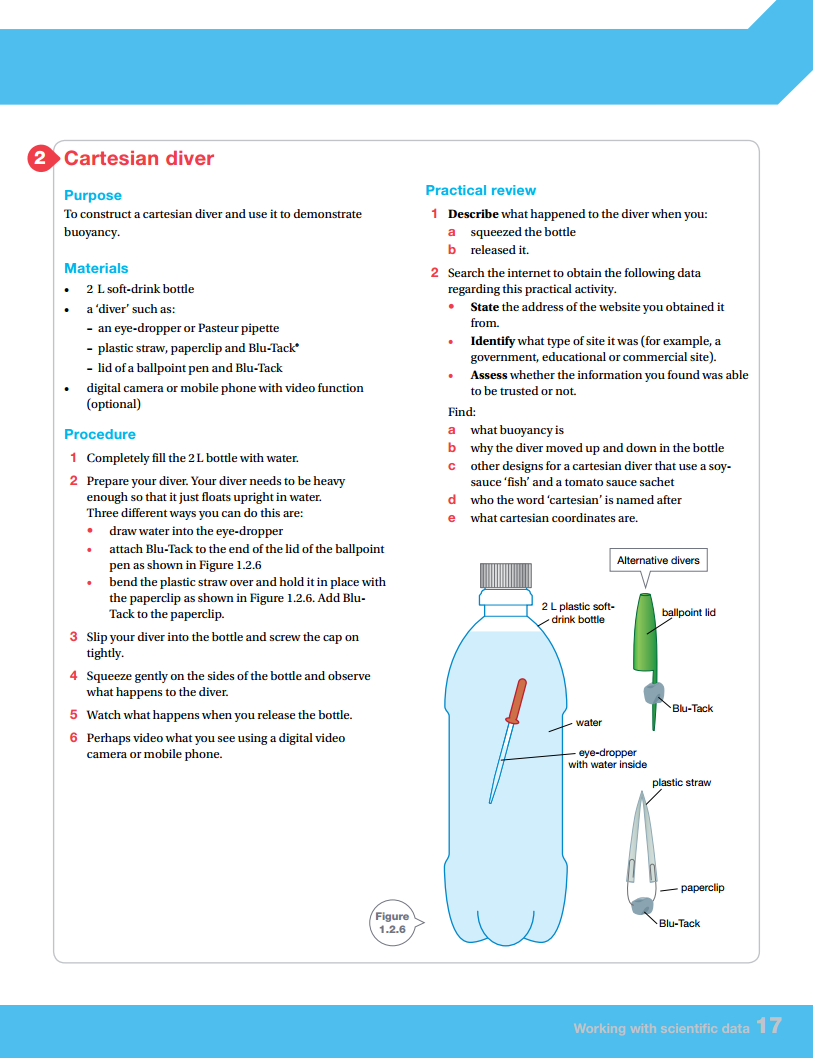 2 Cartesian diver
Purpose
To construct a cartesian diver and use it to demonstrate
buoyancy.
Materials
• 2 L soft-drink bottle
• a ‘diver’ such as:
– an eye-dropper or Pasteur pipette
– plastic straw, paperclip and Blu-Tack*
– lid of a ballpoint pen and Blu-Tack
• digital camera or mobile phone with video function
(optional)
Procedure
1 Completely fill the 2 L bottle with water.
2 Prepare your diver. Your diver needs to be heavy
enough so that it just floats upright in water.
Three different ways you can do this are:
• draw water into the eye-dropper
• attach Blu-Tack to the end of the lid of the ballpoint
pen as shown in Figure 1.2.6
• bend the plastic straw over and hold it in place with
the paperclip as shown in Figure 1.2.6. Add Blu-
Tack to the paperclip.
3 Slip your diver into the bottle and screw the cap on
tightly.
4 Squeeze gently on the sides of the bottle and observe
what happens to the diver.
5 Watch what happens when you release the bottle.
6 Perhaps video what you see using a digital video
camera or mobile phone.
Practical review
1 Describe what happened to the diver when you:
a squeezed the bottle
b released it.
2 Search the internet to obtain the following data
regarding this practical activity.
• State the address of the website you obtained it
from.
• Identify what type of site it was (for example, a
government, educational or commercial site).
• Assess whether the information you found was able
to be trusted or not.
Find:
a what buoyancy is
b why the diver moved up and down in the bottle
c other designs for a cartesian diver that use a soy-
sauce ‘fish’ and a tomato sauce sachet
d who the word ‘cartesian’ is named after
e what cartesian coordinates are.
Alternative divers
2 L plastic soft-
drink bottle
ballpoint lid
Blu-Tack
water
eye-dropper
with water inside
plastic straw
paperclip
Blu-Tack
Figure
1.2.6
Working with scientific data 17